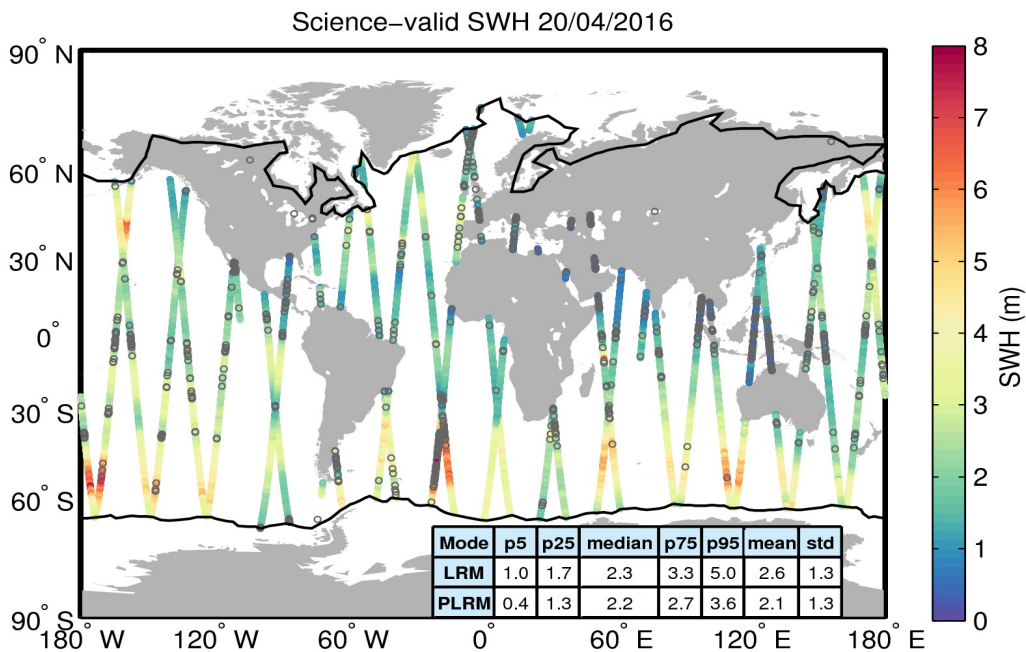 Science−valid SWH 20/04/2016
90° N
60° N
30° N
0°
30° S
60° S
90° S
180° W
120° W
60° W
0°
60° E
120° E
180° E
Mode p5 p25 median p75 p95 mean std
LRM 1.0 1.7 2.3 3.3 5.0 2.6 1.3
PLRM 0.4 1.3 2.2 2.7 3.6 2.1 1.3
8
7
6
5
4
3
2
1
0
SWH (m)